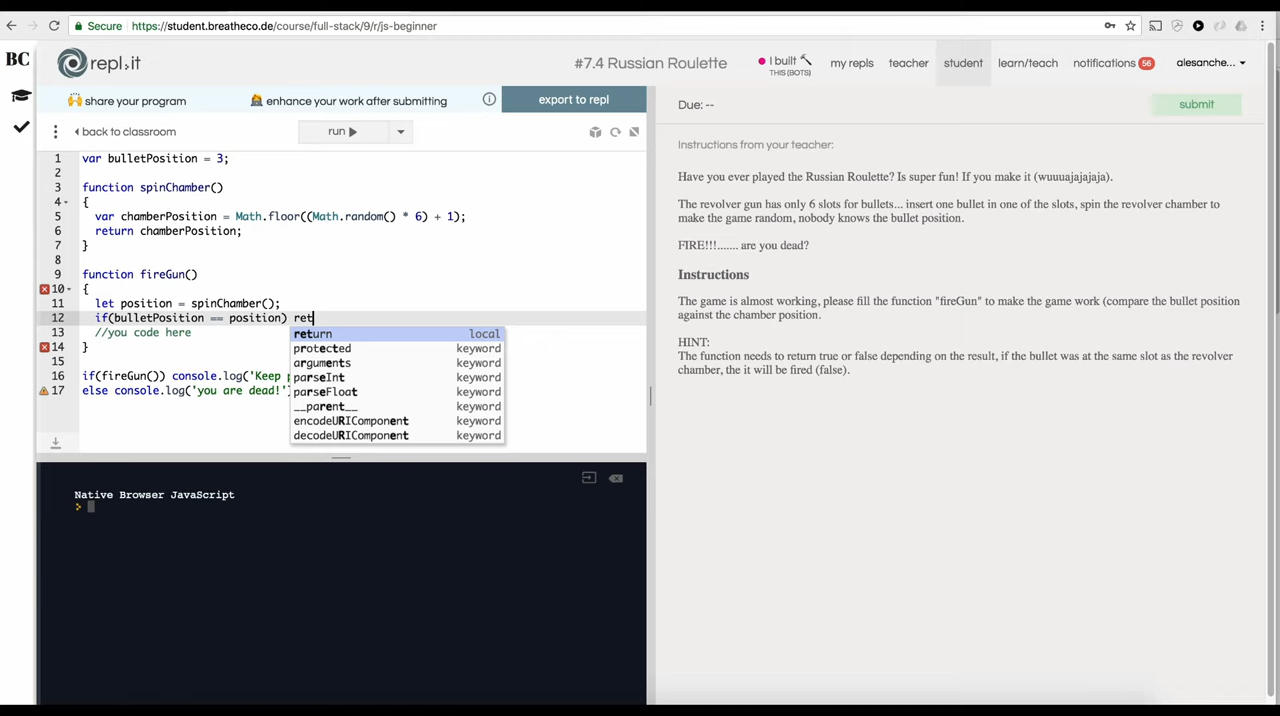 Secure
https://student.breatheco.de/course/full-stack/9/r/js-beginner
BC
repl.it
#7.4 Russian Roulette
I built
THIS (BOTS)
my repls
teacher
student
learn/teach
notifications 56
alesanche...
share your program
enhance your work after submitting
export to repl
back to classroom
run
1 var bulletPosition = 3;
2
3 function spinChamber()
4 {
5 var chamberPosition = Math.floor((Math.random() * 6) + 1);
6 return chamberPosition;
7 }
8
9 function fireGun()
10 {
11 let position = spinChamber();
12 if(bulletPosition == position) ret
13 //you code here
14 }
15
16 if(fireGun()) console.log('Keep p
17 else console.log('you are dead!'
return local
protected keyword
arguments keyword
parseInt keyword
parseFloat keyword
__parent__ keyword
encodeURIComponent keyword
decodeURIComponent keyword
Native Browser JavaScript
>
Due: --
submit
Instructions from your teacher:
Have you ever played the Russian Roulette? Is super fun! If you make it (wuuuajajajaja).
The revolver gun has only 6 slots for bullets... insert one bullet in one of the slots, spin the revolver chamber to
make the game random, nobody knows the bullet position.
FIRE!!!....... are you dead?
Instructions
The game is almost working, please fill the function "fireGun" to make the game work (compare the bullet position
against the chamber position.
HINT:
The function needs to return true or false depending on the result, if the bullet was at the same slot as the revolver
chamber, the it will be fired (false).